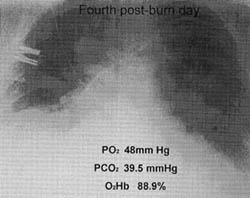 Fourth post-burn day
PO₂ 48mm Hg
PCO₂ 39.5 mmHg
O₂Hb 88.9%